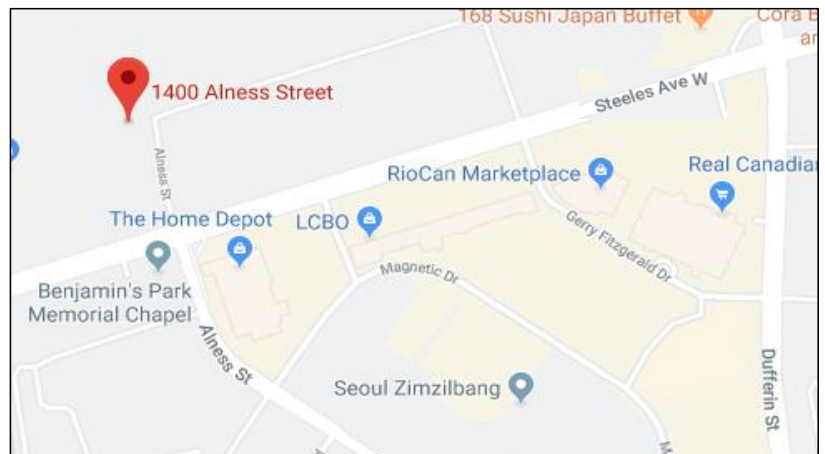 168 Sushi Japan Buffet
Cora B
ar
1400 Alness Street
Steeles Ave W
Alness St
RioCan Marketplace
Real Canadian
The Home Depot
LCBO
Gerry Fitzgerald Dr
Benjamin's Park
Memorial Chapel
Magnetic Dr
Alness St
Seoul Zimzilbang
Dufferin St
M